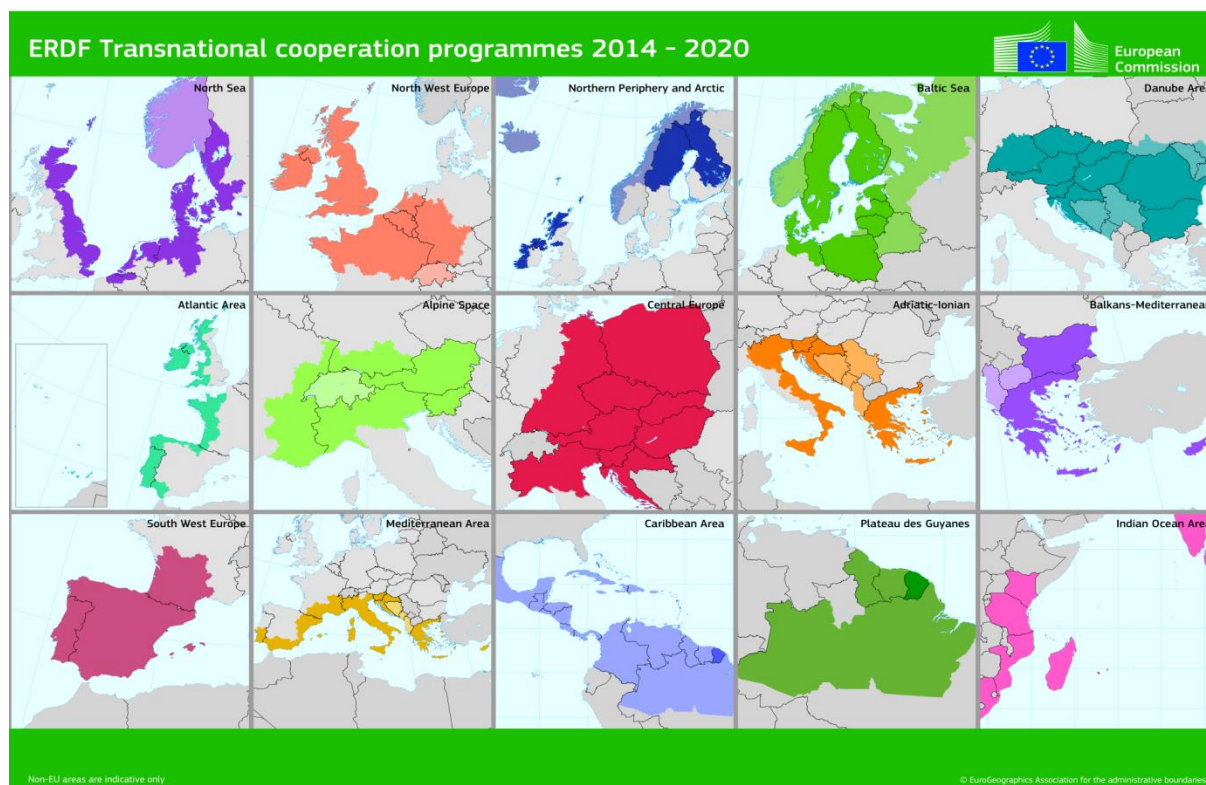 ERDF Transnational cooperation programmes 2014 - 2020
European
Commission
North Sea
North West Europe
Northern Periphery and Arctic
Baltic Sea
Danube Area
Atlantic Area
Alpine Space
Central Europe
Adriatic-Ionian
Balkans-Mediterranean
South West Europe
Mediterranean Area
Caribbean Area
Plateau des Guyanes
Indian Ocean Area
Non-EU areas are indicative only
© EuroGeographics Association for the administrative boundaries